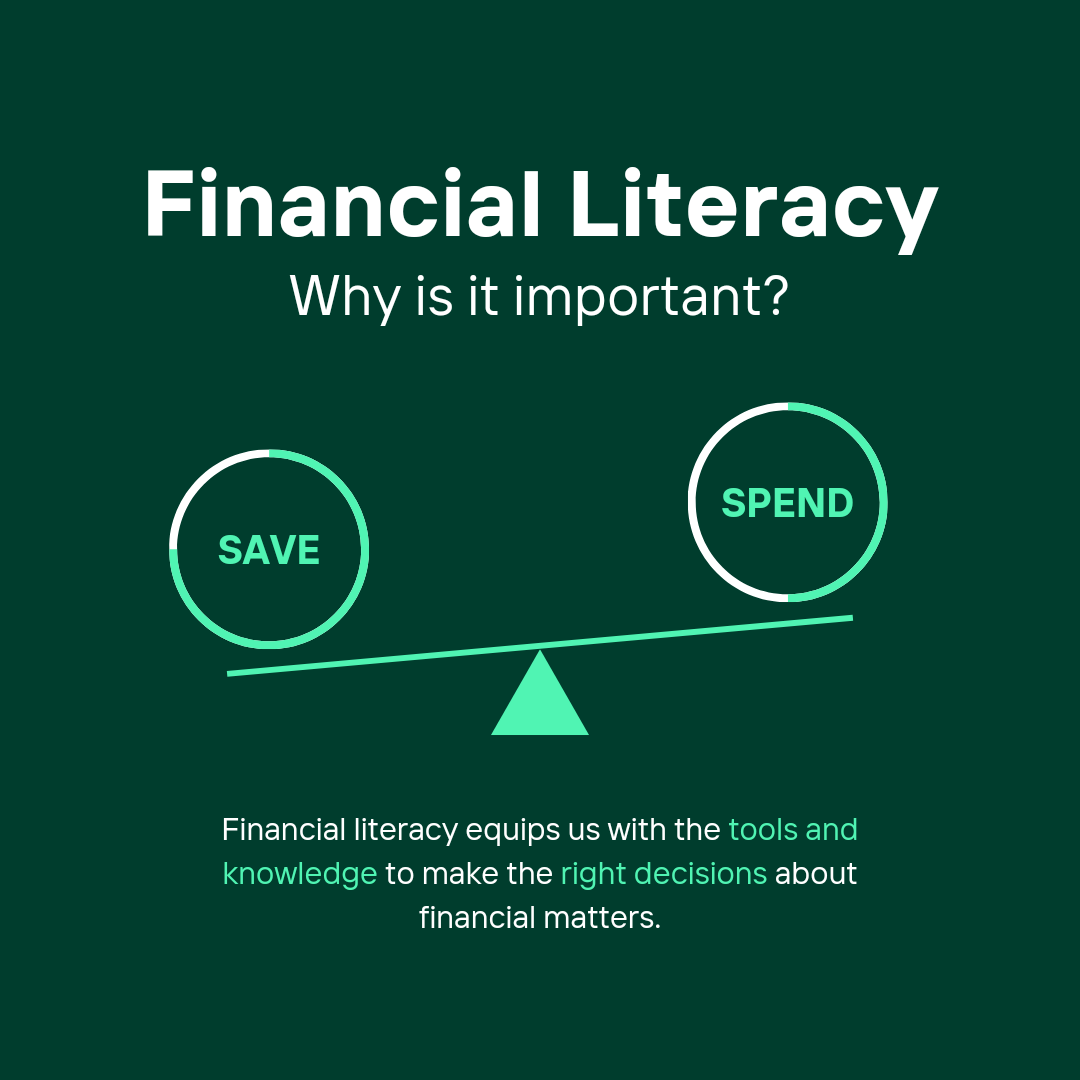 Financial Literacy
Why is it important?
SAVE
SPEND
Financial literacy equips us with the tools and
knowledge to make the right decisions about
financial matters.